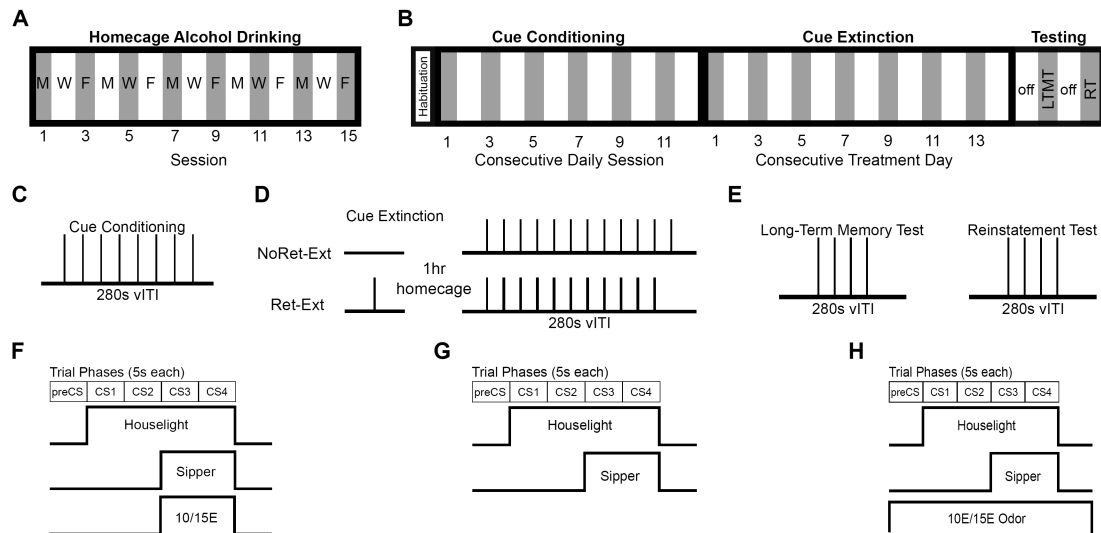 A
Homecage Alcohol Drinking
M W F M W F M W F M W F M W F
1 3 5 7 9 11 13 15
Session
B
Cue Conditioning Cue Extinction Testing
Habituation
off LTMT off RT
1 3 5 7 9 11 1 3 5 7 9 11 13
Consecutive Daily Session Consecutive Treatment Day
C
Cue Conditioning
280s vITI
D
Cue Extinction
NoRet-Ext
1hr
homecage
Ret-Ext
280s vITI
E
Long-Term Memory Test Reinstatement Test
280s vITI 280s vITI
F
Trial Phases (5s each)
preCS CS1 CS2 CS3 CS4
Houselight
Sipper
10/15E
G
Trial Phases (5s each)
preCS CS1 CS2 CS3 CS4
Houselight
Sipper
H
Trial Phases (5s each)
preCS CS1 CS2 CS3 CS4
Houselight
Sipper
10E/15E Odor